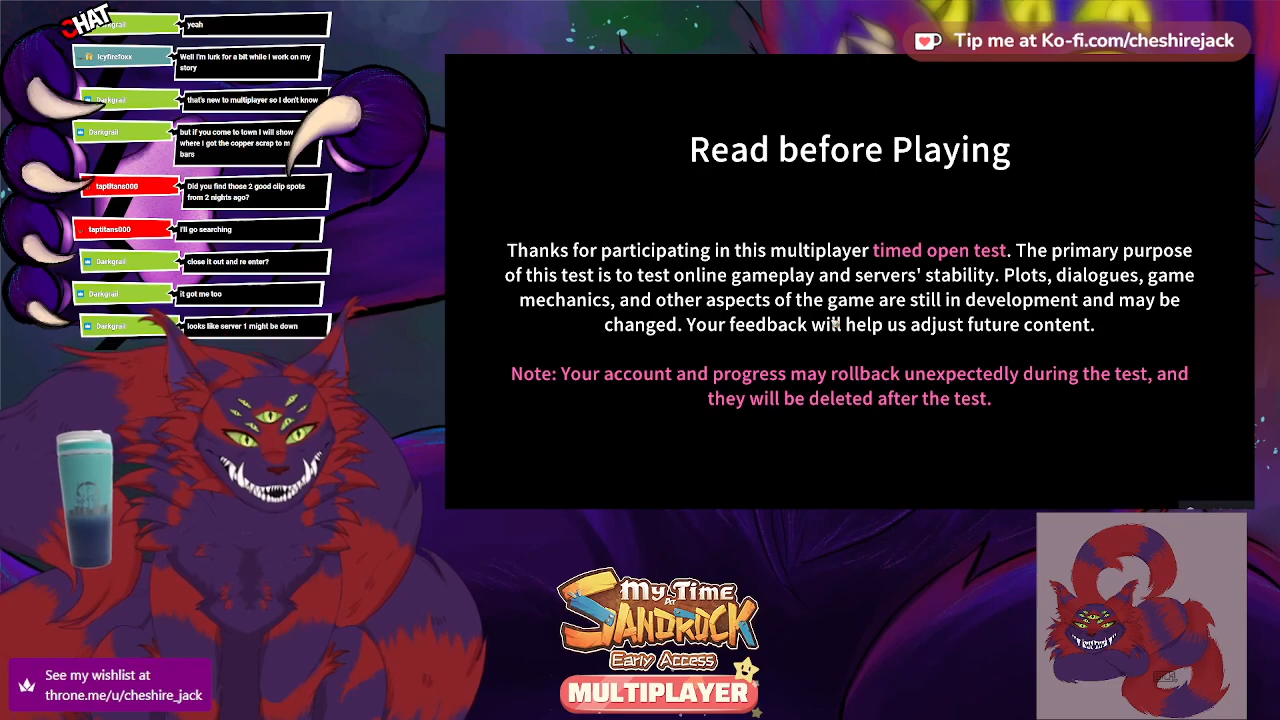 CHAT
yeah
Icyfirefoxx
Well i'm lurk for a bit while I work on my
story
Darkgrail
that's new to multiplayer so I don't know
Darkgrail
but if you come to town I will show
where I got the copper scrap to m
bars
taptitans000
Did you find those 2 good clip spots
from 2 nights ago?
taptitans000
I'll go searching
Darkgrail
close it out and re enter?
Darkgrail
it got me too
Darkgrail
looks like server 1 might be down
Tip me at Ko-fi.com/cheshirejack
Read before Playing
Thanks for participating in this multiplayer timed open test. The primary purpose
of this test is to test online gameplay and servers' stability. Plots, dialogues, game
mechanics, and other aspects of the game are still in development and may be
changed. Your feedback will help us adjust future content.
Note: Your account and progress may rollback unexpectedly during the test, and
they will be deleted after the test.
My Time
AT
SANDROCK
Early Access
MULTIPLAYER
See my wishlist at
throne.me/u/cheshire_jack